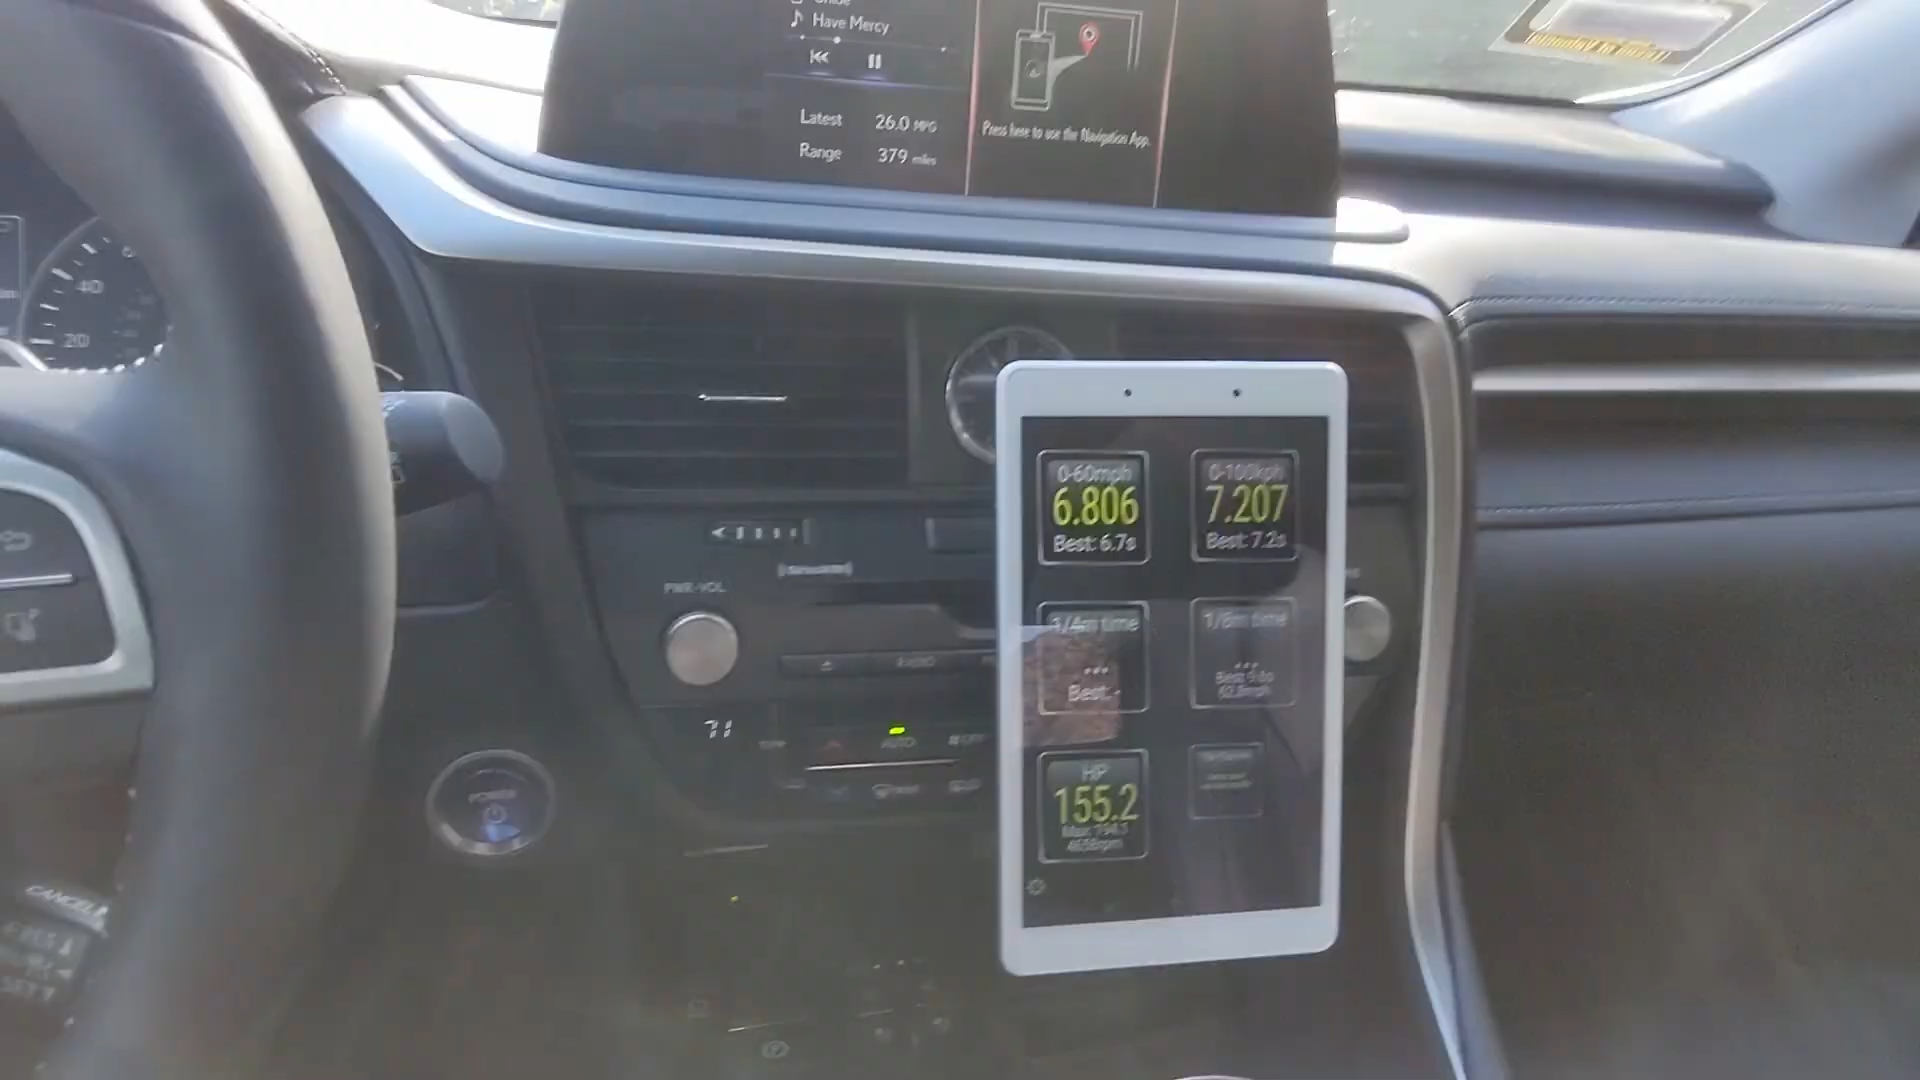 Have Mercy
Latest 26.0 MPG
Range 379 miles
Press here to use the Navigation App.
40
20
0-60mph
6.806
Best: 6.7s
0-100kph
7.207
Best: 7.2s
PWR·VOL
1/4m time
...
Best: -
1/8m time
...
71
AUTO
POWER
HP
155.2
CANCEL